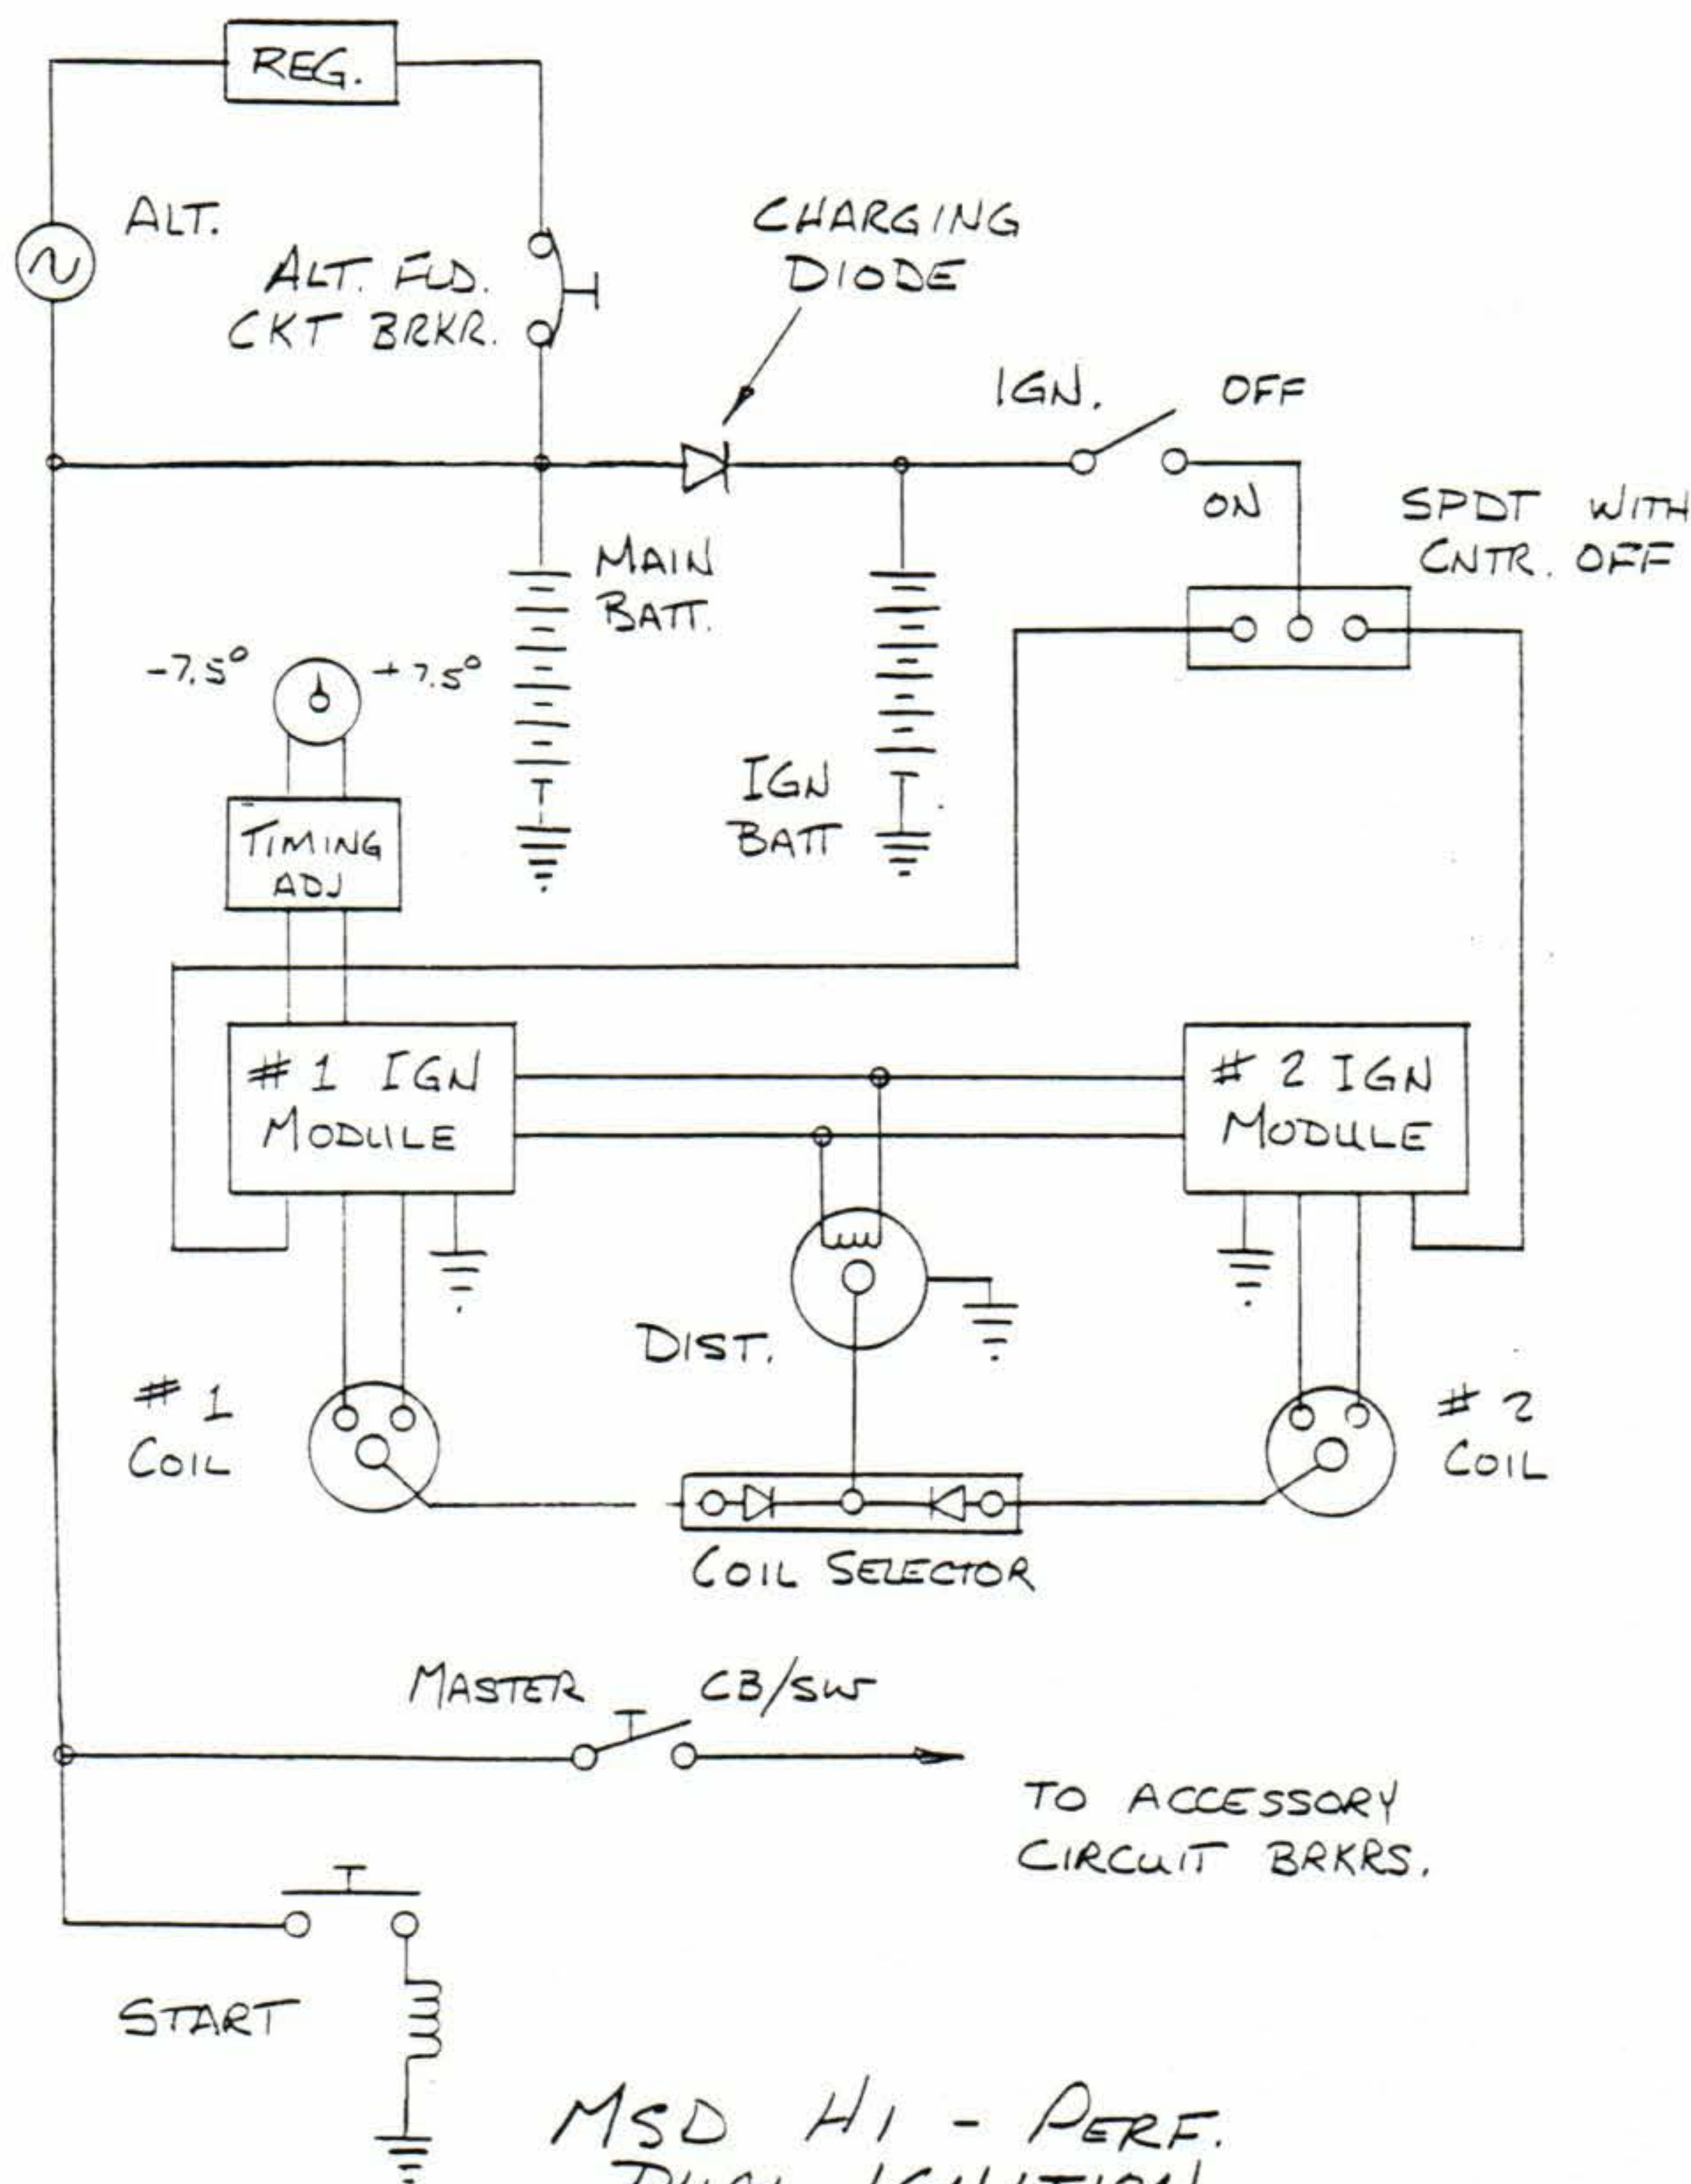 REG.
ALT.
ALT. FLD.
CKT BRKR.
CHARGING
DIODE
IGN.
OFF
ON
SPDT WITH
CNTR. OFF
MAIN
BATT.
-7.5°
+7.5°
IGN
BATT
TIMING
ADJ
# 1 IGN
MODULE
# 2 IGN
MODULE
DIST.
# 1
COIL
# 2
COIL
COIL SELECTOR
MASTER
CB/SW
TO ACCESSORY
CIRCUIT BRKRS.
START
MSD HI - PERF.
DUAL IGNITION